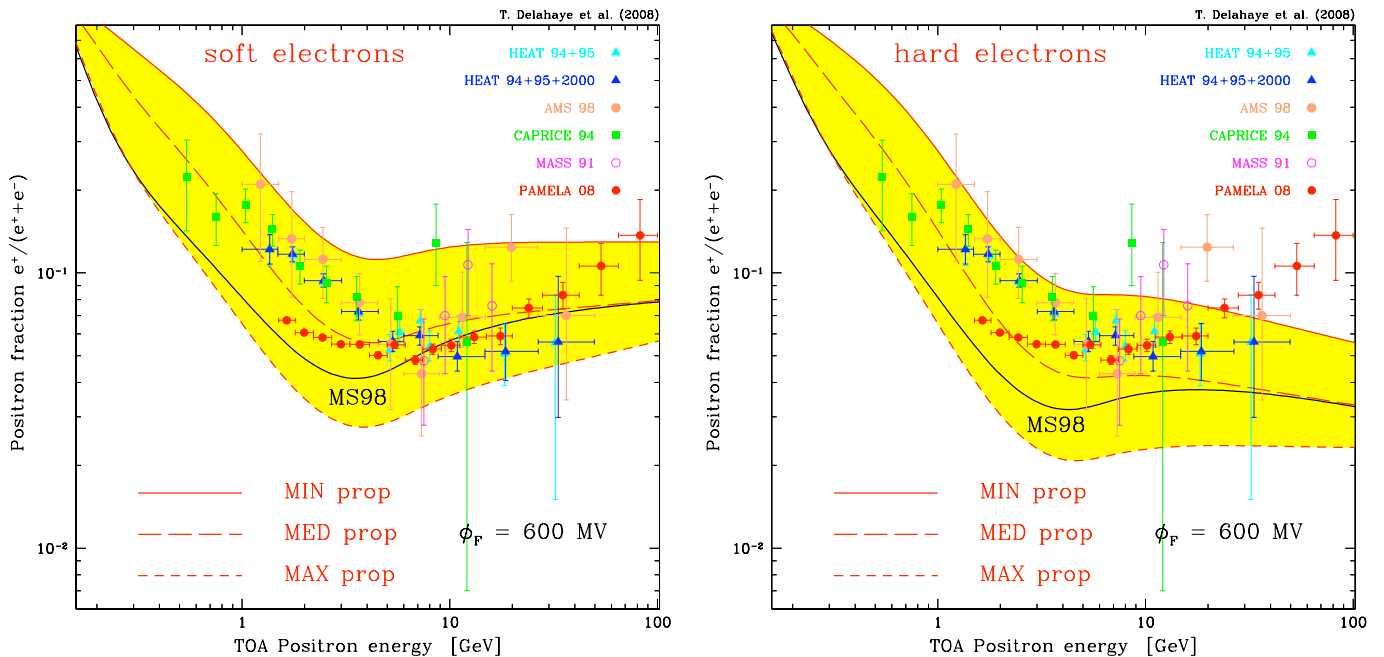 T. Delahaye et al. (2008)
soft electrons
HEAT 94+95
HEAT 94+95+2000
AMS 98
CAPRICE 94
MASS 91
PAMELA 08
Positron fraction e⁺/(e⁺+e⁻)
10⁻¹
10⁻²
MS98
MIN prop
MED prop
MAX prop
ϕF = 600 MV
1
10
100
TOA Positron energy [GeV]
T. Delahaye et al. (2008)
hard electrons
HEAT 94+95
HEAT 94+95+2000
AMS 98
CAPRICE 94
MASS 91
PAMELA 08
Positron fraction e⁺/(e⁺+e⁻)
10⁻¹
10⁻²
MS98
MIN prop
MED prop
MAX prop
ϕF = 600 MV
1
10
100
TOA Positron energy [GeV]